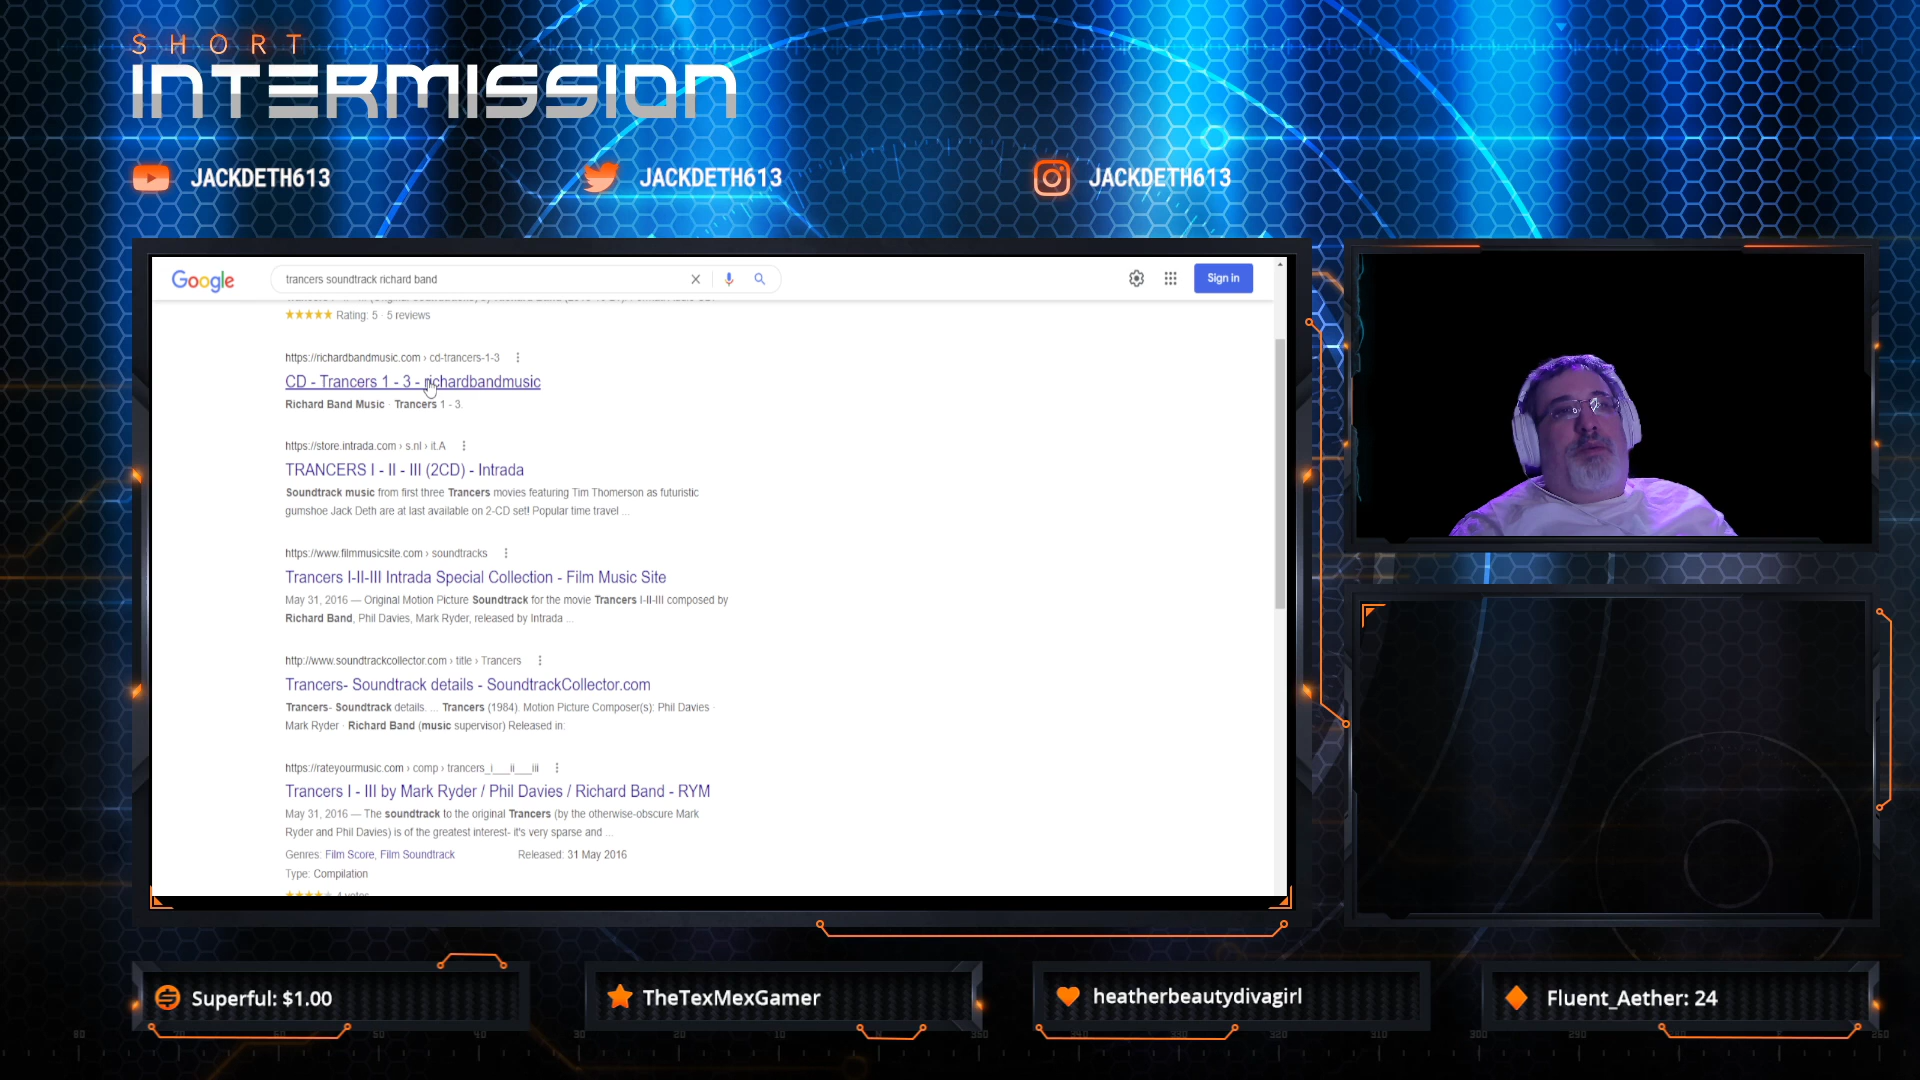 SHORT
INTERMISSION
JACKDETH613
JACKDETH613
JACKDETH613
Google
trancers soundtrack richard band
Sign in
Rating: 5 · 5 reviews
https://richardbandmusic.com › cd-trancers-1-3
CD - Trancers 1 - 3 - richardbandmusic
Richard Band Music · Trancers 1 - 3.
https://store.intrada.com › s.nl › it.A
TRANCERS I - II - III (2CD) - Intrada
Soundtrack music from first three Trancers movies featuring Tim Thomerson as futuristic
gumshoe Jack Deth are at last available on 2-CD set! Popular time travel ...
https://www.filmmusicsite.com › soundtracks
Trancers I-II-III Intrada Special Collection - Film Music Site
May 31, 2016 — Original Motion Picture Soundtrack for the movie Trancers I-II-III composed by
Richard Band, Phil Davies, Mark Ryder, released by Intrada ...
http://www.soundtrackcollector.com › title › Trancers
Trancers- Soundtrack details - SoundtrackCollector.com
Trancers- Soundtrack details. ... Trancers (1984). Motion Picture Composer(s): Phil Davies ·
Mark Ryder · Richard Band (music supervisor) Released in:
https://rateyourmusic.com › comp › trancers_i___ii___iii
Trancers I - III by Mark Ryder / Phil Davies / Richard Band - RYM
May 31, 2016 — The soundtrack to the original Trancers (by the otherwise-obscure Mark
Ryder and Phil Davies) is of the greatest interest- it's very sparse and ...
Genres: Film Score, Film Soundtrack Released: 31 May 2016
Type: Compilation
4 votes
Superful: $1.00
TheTexMexGamer
heatherbeautydivagirl
Fluent_Aether: 24